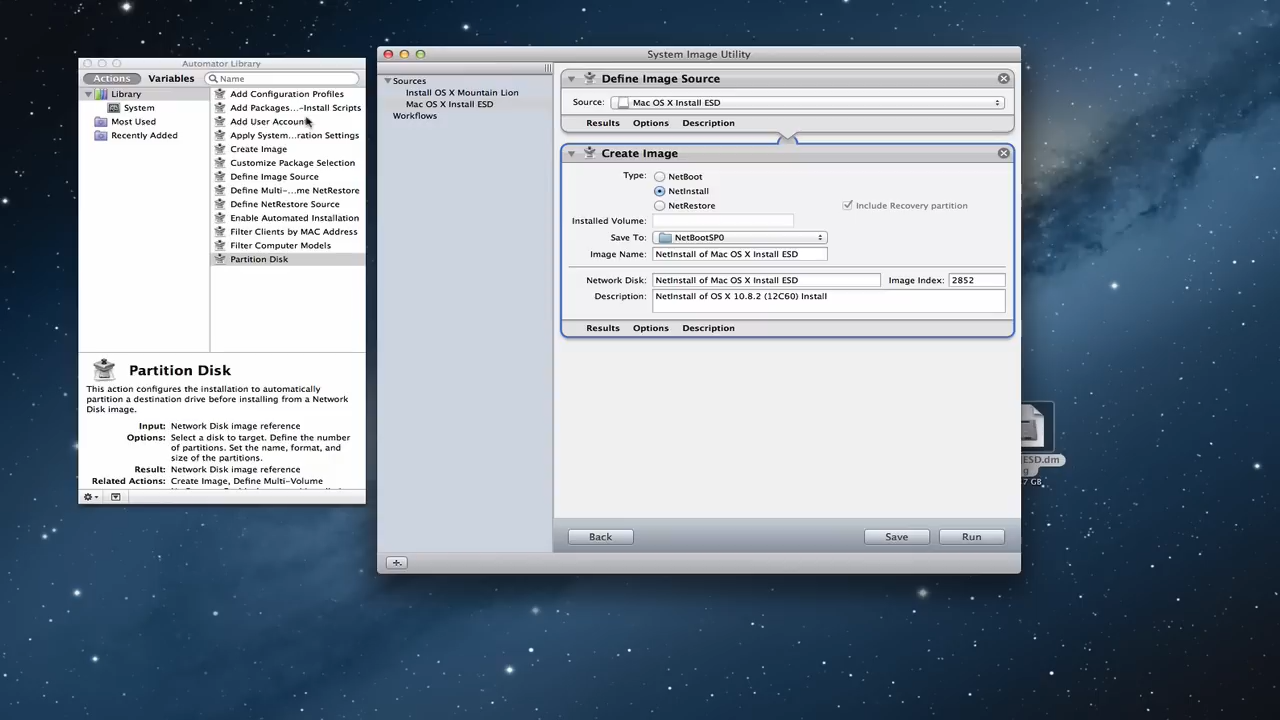 Automator Library
Actions Variables Name
Library
System
Most Used
Recently Added
Add Configuration Profiles
Add Packages...-Install Scripts
Add User Account
Apply System...ration Settings
Create Image
Customize Package Selection
Define Image Source
Define Multi-...me NetRestore
Define NetRestore Source
Enable Automated Installation
Filter Clients by MAC Address
Filter Computer Models
Partition Disk
Partition Disk
This action configures the installation to automatically
partition a destination drive before installing from a Network
Disk image.
Input: Network Disk image reference
Options: Select a disk to target. Define the number
of partitions. Set the name, format, and
size of the partitions.
Result: Network Disk image reference
Related Actions: Create Image, Define Multi-Volume
System Image Utility
Sources
Install OS X Mountain Lion
Mac OS X Install ESD
Workflows
Define Image Source
Source: Mac OS X Install ESD
Results Options Description
Create Image
Type: NetBoot
NetInstall
NetRestore Include Recovery partition
Installed Volume:
Save To: NetBootSP0
Image Name: NetInstall of Mac OS X Install ESD
Network Disk: NetInstall of Mac OS X Install ESD Image Index: 2852
Description: NetInstall of OS X 10.8.2 (12C60) Install
Results Options Description
Back Save Run
ESD.dm
g
7 GB